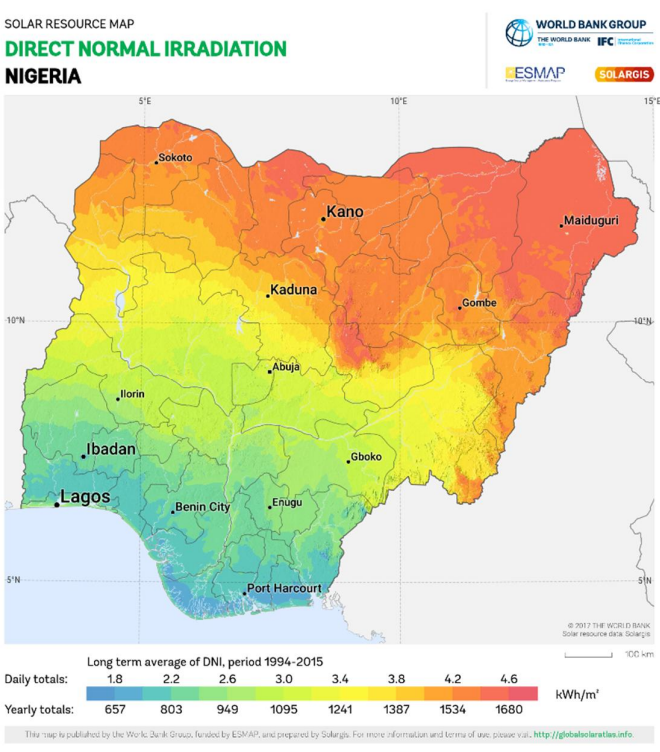 SOLAR RESOURCE MAP
DIRECT NORMAL IRRADIATION
NIGERIA
WORLD BANK GROUP
THE WORLD BANK
IFC
ESMAP
SOLARGIS
5°E
10°E
15°E
Sokoto
Kano
Maiduguri
Kaduna
Gombe
10°N
10°N
Abuja
Ilorin
Ibadan
Gboko
Lagos
Benin City
Enugu
5°N
Port Harcourt
5°N
© 2017 THE WORLD BANK
Solar resource data: Solargis
100 km
Long term average of DNI, period 1994-2015
Daily totals: 1.8 2.2 2.6 3.0 3.4 3.8 4.2 4.6
kWh/m²
Yearly totals: 657 803 949 1095 1241 1387 1534 1680
This map is published by the World Bank Group, funded by ESMAP, and prepared by Solargis. For more information and terms of use, please visit http://globalsolaratlas.info.